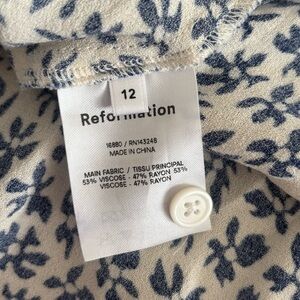 12
Reformation
16880 / RN143248
MADE IN CHINA
MAIN FABRIC / TISSU PRINCIPAL
53% VISCOSE - 47% RAYON 53%
VISCOSE - 47% RAYON